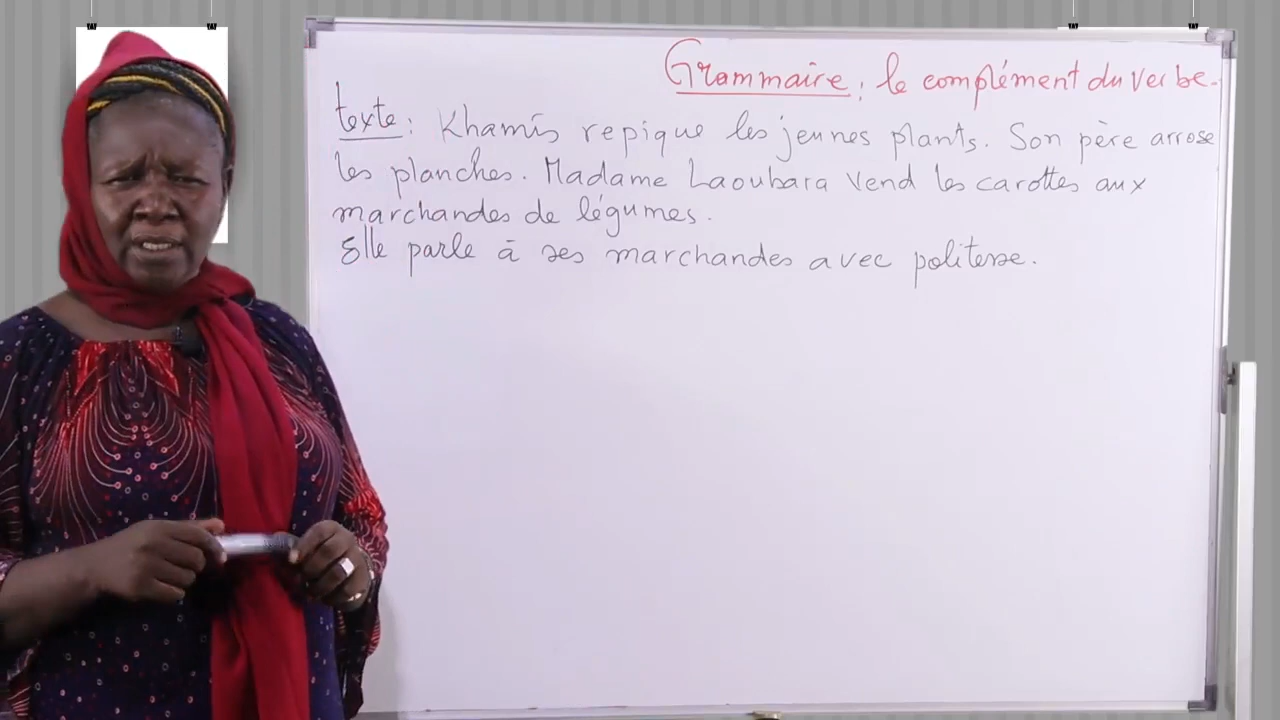 Grammaire : le complément du verbe.
texte : Khamis repique les jeunes plants. Son père arrose
les planches. Madame Laoubara vend les carottes aux
marchandes de légumes.
Elle parle à ses marchandes avec politesse.